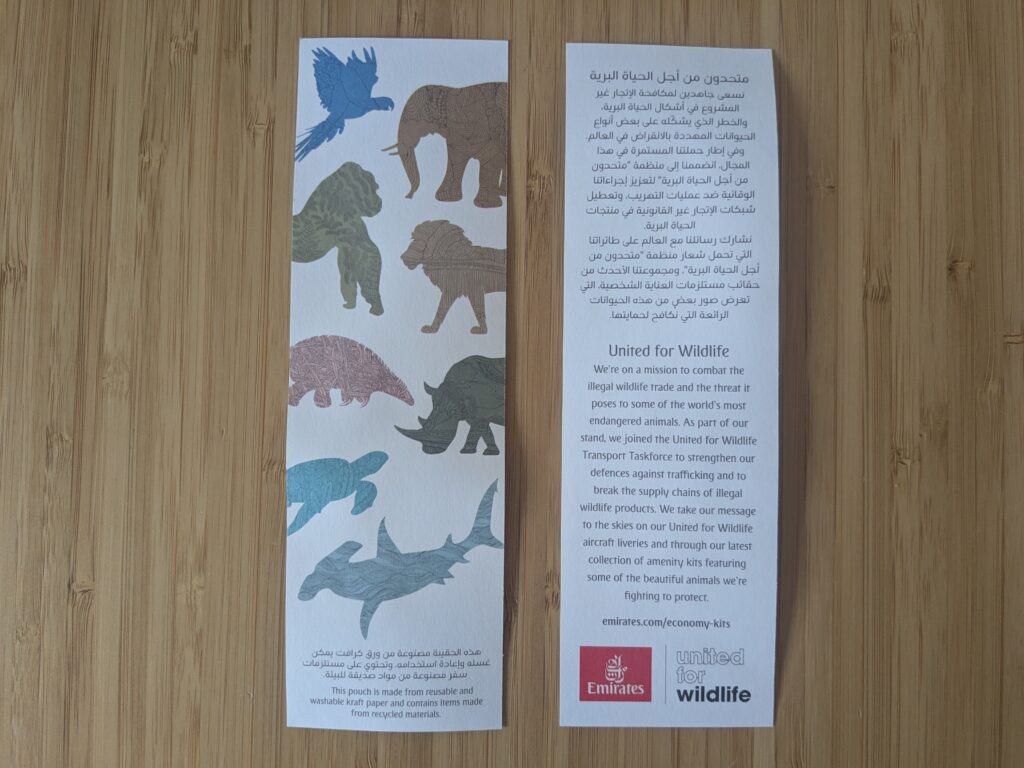 هذه الحقيبة مصنوعة من ورق كرافت يمكن
غسله وإعادة استخدامه، وتحتوي على مستلزمات
سفر مصنوعة من مواد صديقة للبيئة.
This pouch is made from reusable and
washable kraft paper and contains items made
from recycled materials.
متحدون من أجل الحياة البرية
نسعى جاهدين لمكافحة الإتجار غير
المشروع في أشكال الحياة البرية،
والخطر الذي يشكّله على بعض أنواع
الحيوانات المهددة بالانقراض في العالم.
وفي إطار حملتنا المستمرة في هذا
المجال، انضممنا إلى منظمة "متحدون
من أجل الحياة البرية" لتعزيز إجراءاتنا
الوقائية ضد عمليات التهريب، وتعطيل
شبكات الإتجار غير القانونية في منتجات
الحياة البرية.
نشارك رسالتنا مع العالم على طائراتنا
التي تحمل شعار منظمة "متحدون من
أجل الحياة البرية"، ومجموعتنا الأحدث من
حقائب مستلزمات العناية الشخصية، التي
تعرض صور بعضٍ من هذه الحيوانات
الرائعة التي نكافح لحمايتها.
United for Wildlife
We're on a mission to combat the
illegal wildlife trade and the threat it
poses to some of the world's most
endangered animals. As part of our
stand, we joined the United for Wildlife
Transport Taskforce to strengthen our
defences against trafficking and to
break the supply chains of illegal
wildlife products. We take our message
to the skies on our United for Wildlife
aircraft liveries and through our latest
collection of amenity kits featuring
some of the beautiful animals we're
fighting to protect.
emirates.com/economy-kits
Emirates
united
for
wildlife